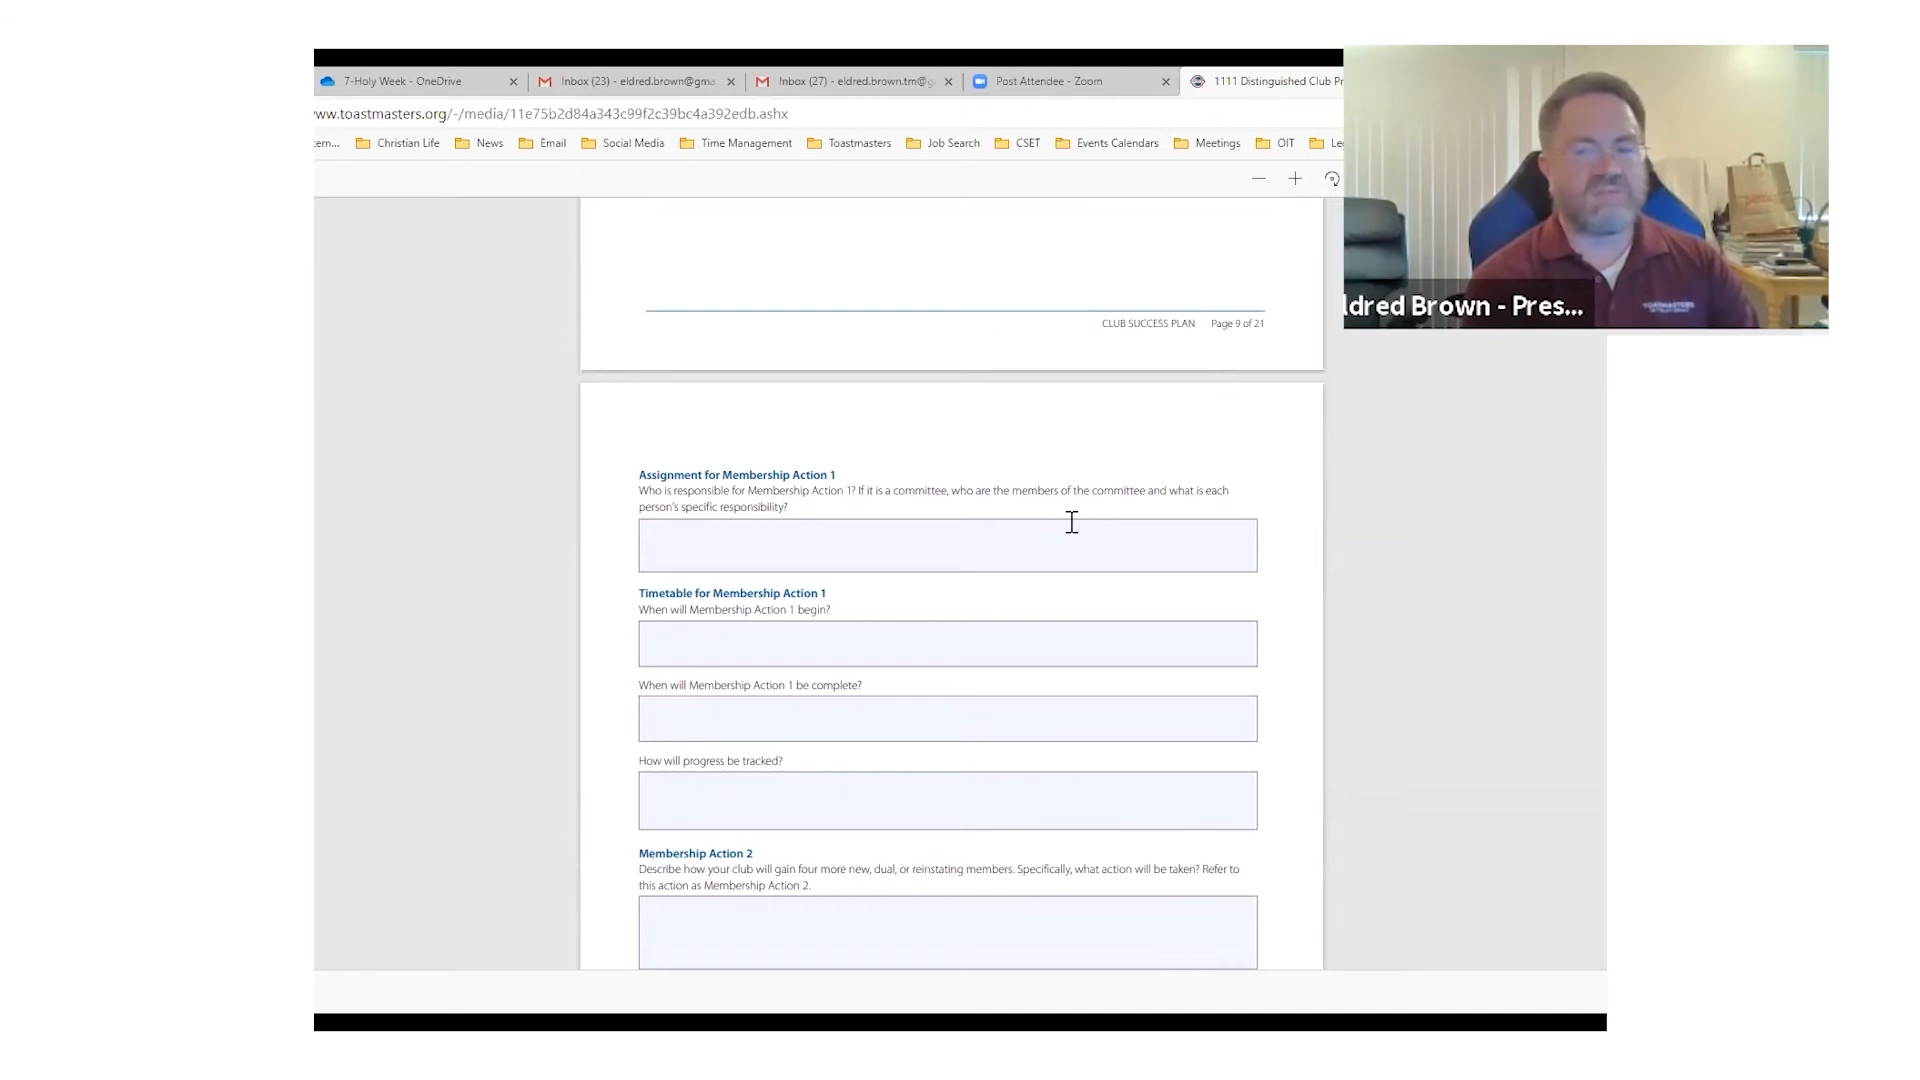 7-Holy Week - OneDrive
Inbox (23) - eldred.brown@gma
Inbox (27) - eldred.brown.tm@g
Post Attendee - Zoom
1111 Distinguished Club Pr
www.toastmasters.org/-/media/11e75b2d84a343c99f2c39bc4a392edb.ashx
tern... Christian Life News Email Social Media Time Management Toastmasters Job Search CSET Events Calendars Meetings OIT Le
ldred Brown - Pres...
TOASTMASTERS
CLUB SUCCESS PLAN Page 9 of 21
Assignment for Membership Action 1
Who is responsible for Membership Action 1? If it is a committee, who are the members of the committee and what is each
person's specific responsibility?
Timetable for Membership Action 1
When will Membership Action 1 begin?
When will Membership Action 1 be complete?
How will progress be tracked?
Membership Action 2
Describe how your club will gain four more new, dual, or reinstating members. Specifically, what action will be taken? Refer to
this action as Membership Action 2.